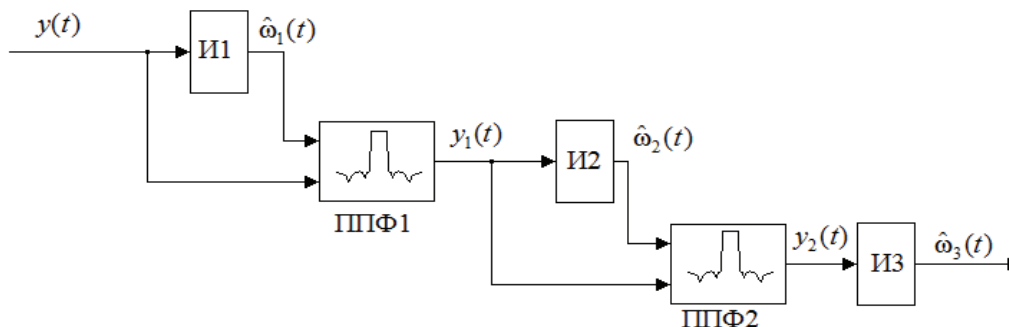 y(t)
И1
ω̂₁(t)
ППФ1
y₁(t)
И2
ω̂₂(t)
ППФ2
y₂(t)
И3
ω̂₃(t)